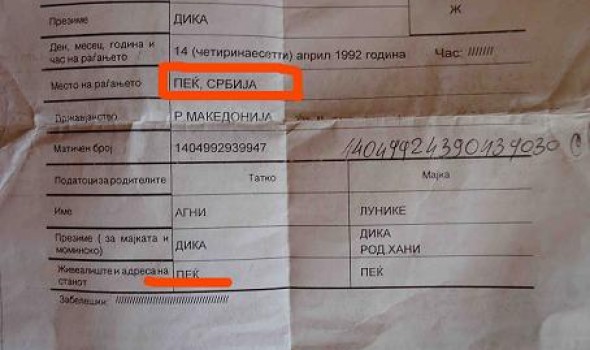 Ж
Презиме ДИКА
Ден, месец, година и
час на раѓањето 14 (четиринаесетти) април 1992 година Час: ///////
Место на раѓањето ПЕЌ, СРБИЈА
Државјанство Р.МАКЕДОНИЈА
Матичен број 1404992939947
Податоци за родителите Татко Мајка
Име АГНИ ЛУНИКЕ
Презиме ( за мајката и
моминско) ДИКА ДИКА
РОД.ХАНИ
Живеалиште и адреса на
станот ПЕЌ ПЕЌ
Забелешки: ////////////////////////////////////